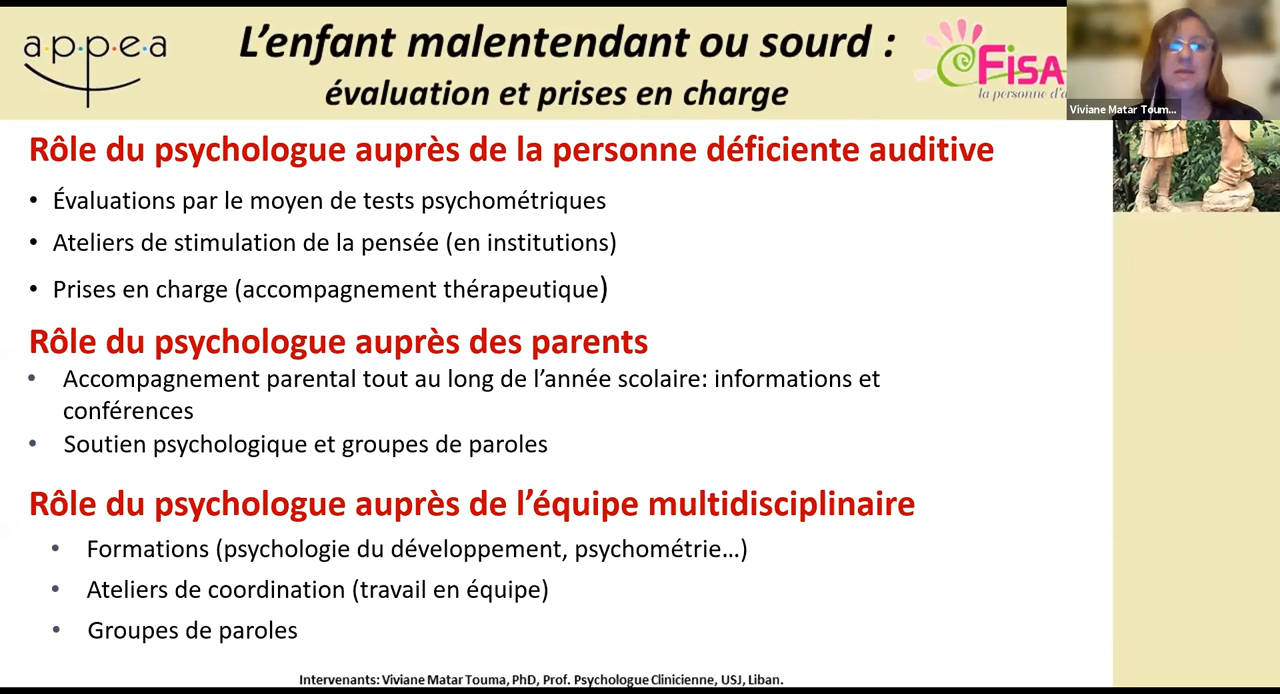 a·p·p·e·a
L’enfant malentendant ou sourd :
évaluation et prises en charge
FISA
la personne d'a
Viviane Matar Toum...
Rôle du psychologue auprès de la personne déficiente auditive
• Évaluations par le moyen de tests psychométriques
• Ateliers de stimulation de la pensée (en institutions)
• Prises en charge (accompagnement thérapeutique)
Rôle du psychologue auprès des parents
• Accompagnement parental tout au long de l’année scolaire: informations et
conférences
• Soutien psychologique et groupes de paroles
Rôle du psychologue auprès de l’équipe multidisciplinaire
• Formations (psychologie du développement, psychométrie…)
• Ateliers de coordination (travail en équipe)
• Groupes de paroles
Intervenants: Viviane Matar Touma, PhD, Prof. Psychologue Clinicienne, USJ, Liban.